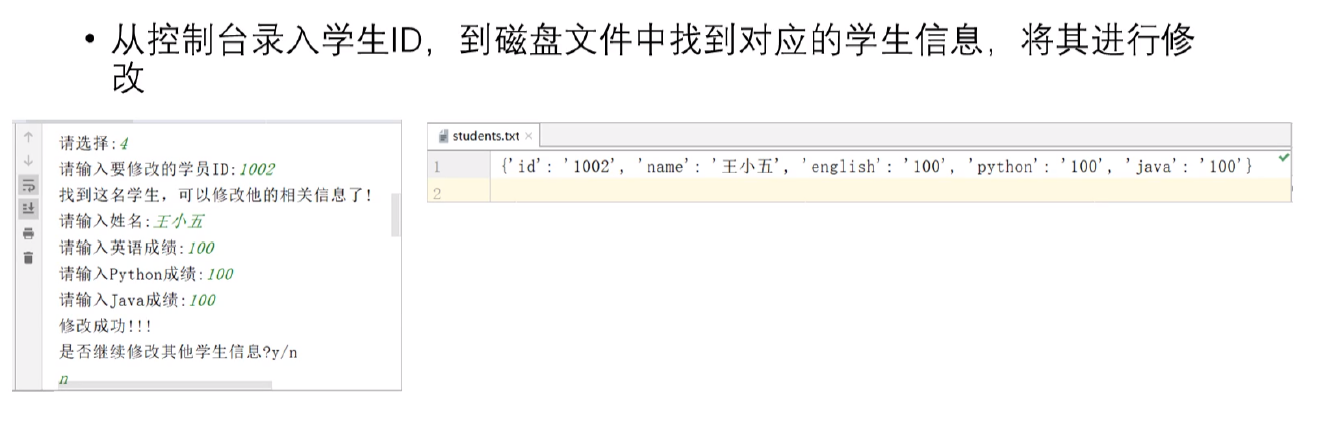 • 从控制台录入学生ID，到磁盘文件中找到对应的学生信息，将其进行修
改
请选择:4
请输入要修改的学员ID:1002
找到这名学生，可以修改他的相关信息了!
请输入姓名:王小五
请输入英语成绩:100
请输入Python成绩:100
请输入Java成绩:100
修改成功!!!
是否继续修改其他学生信息?y/n
n
students.txt
1 {'id': '1002', 'name': '王小五', 'english': '100', 'python': '100', 'java': '100'}
2